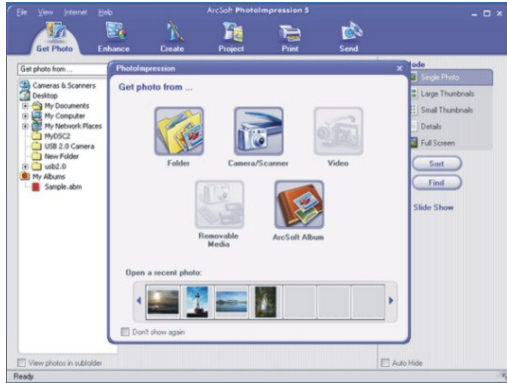 File View Internet Help
ArcSoft PhotoImpression 5
Get Photo Enhance Create Project Print Send
Get photo from ...
Cameras & Scanners
Desktop
My Documents
My Computer
My Network Places
MyDSC2
USB 2.0 Camera
New Folder
usb2.0
My Albums
Sample.abm
View photos in subfolder
Ready
PhotoImpression
Get photo from ...
Folder Camera/Scanner Video
Removable
Media
ArcSoft Album
Open a recent photo:
Don't show again
ode
Single Photo
Large Thumbnails
Small Thumbnails
Details
Full Screen
Sort
Find
Slide Show
Auto Hide